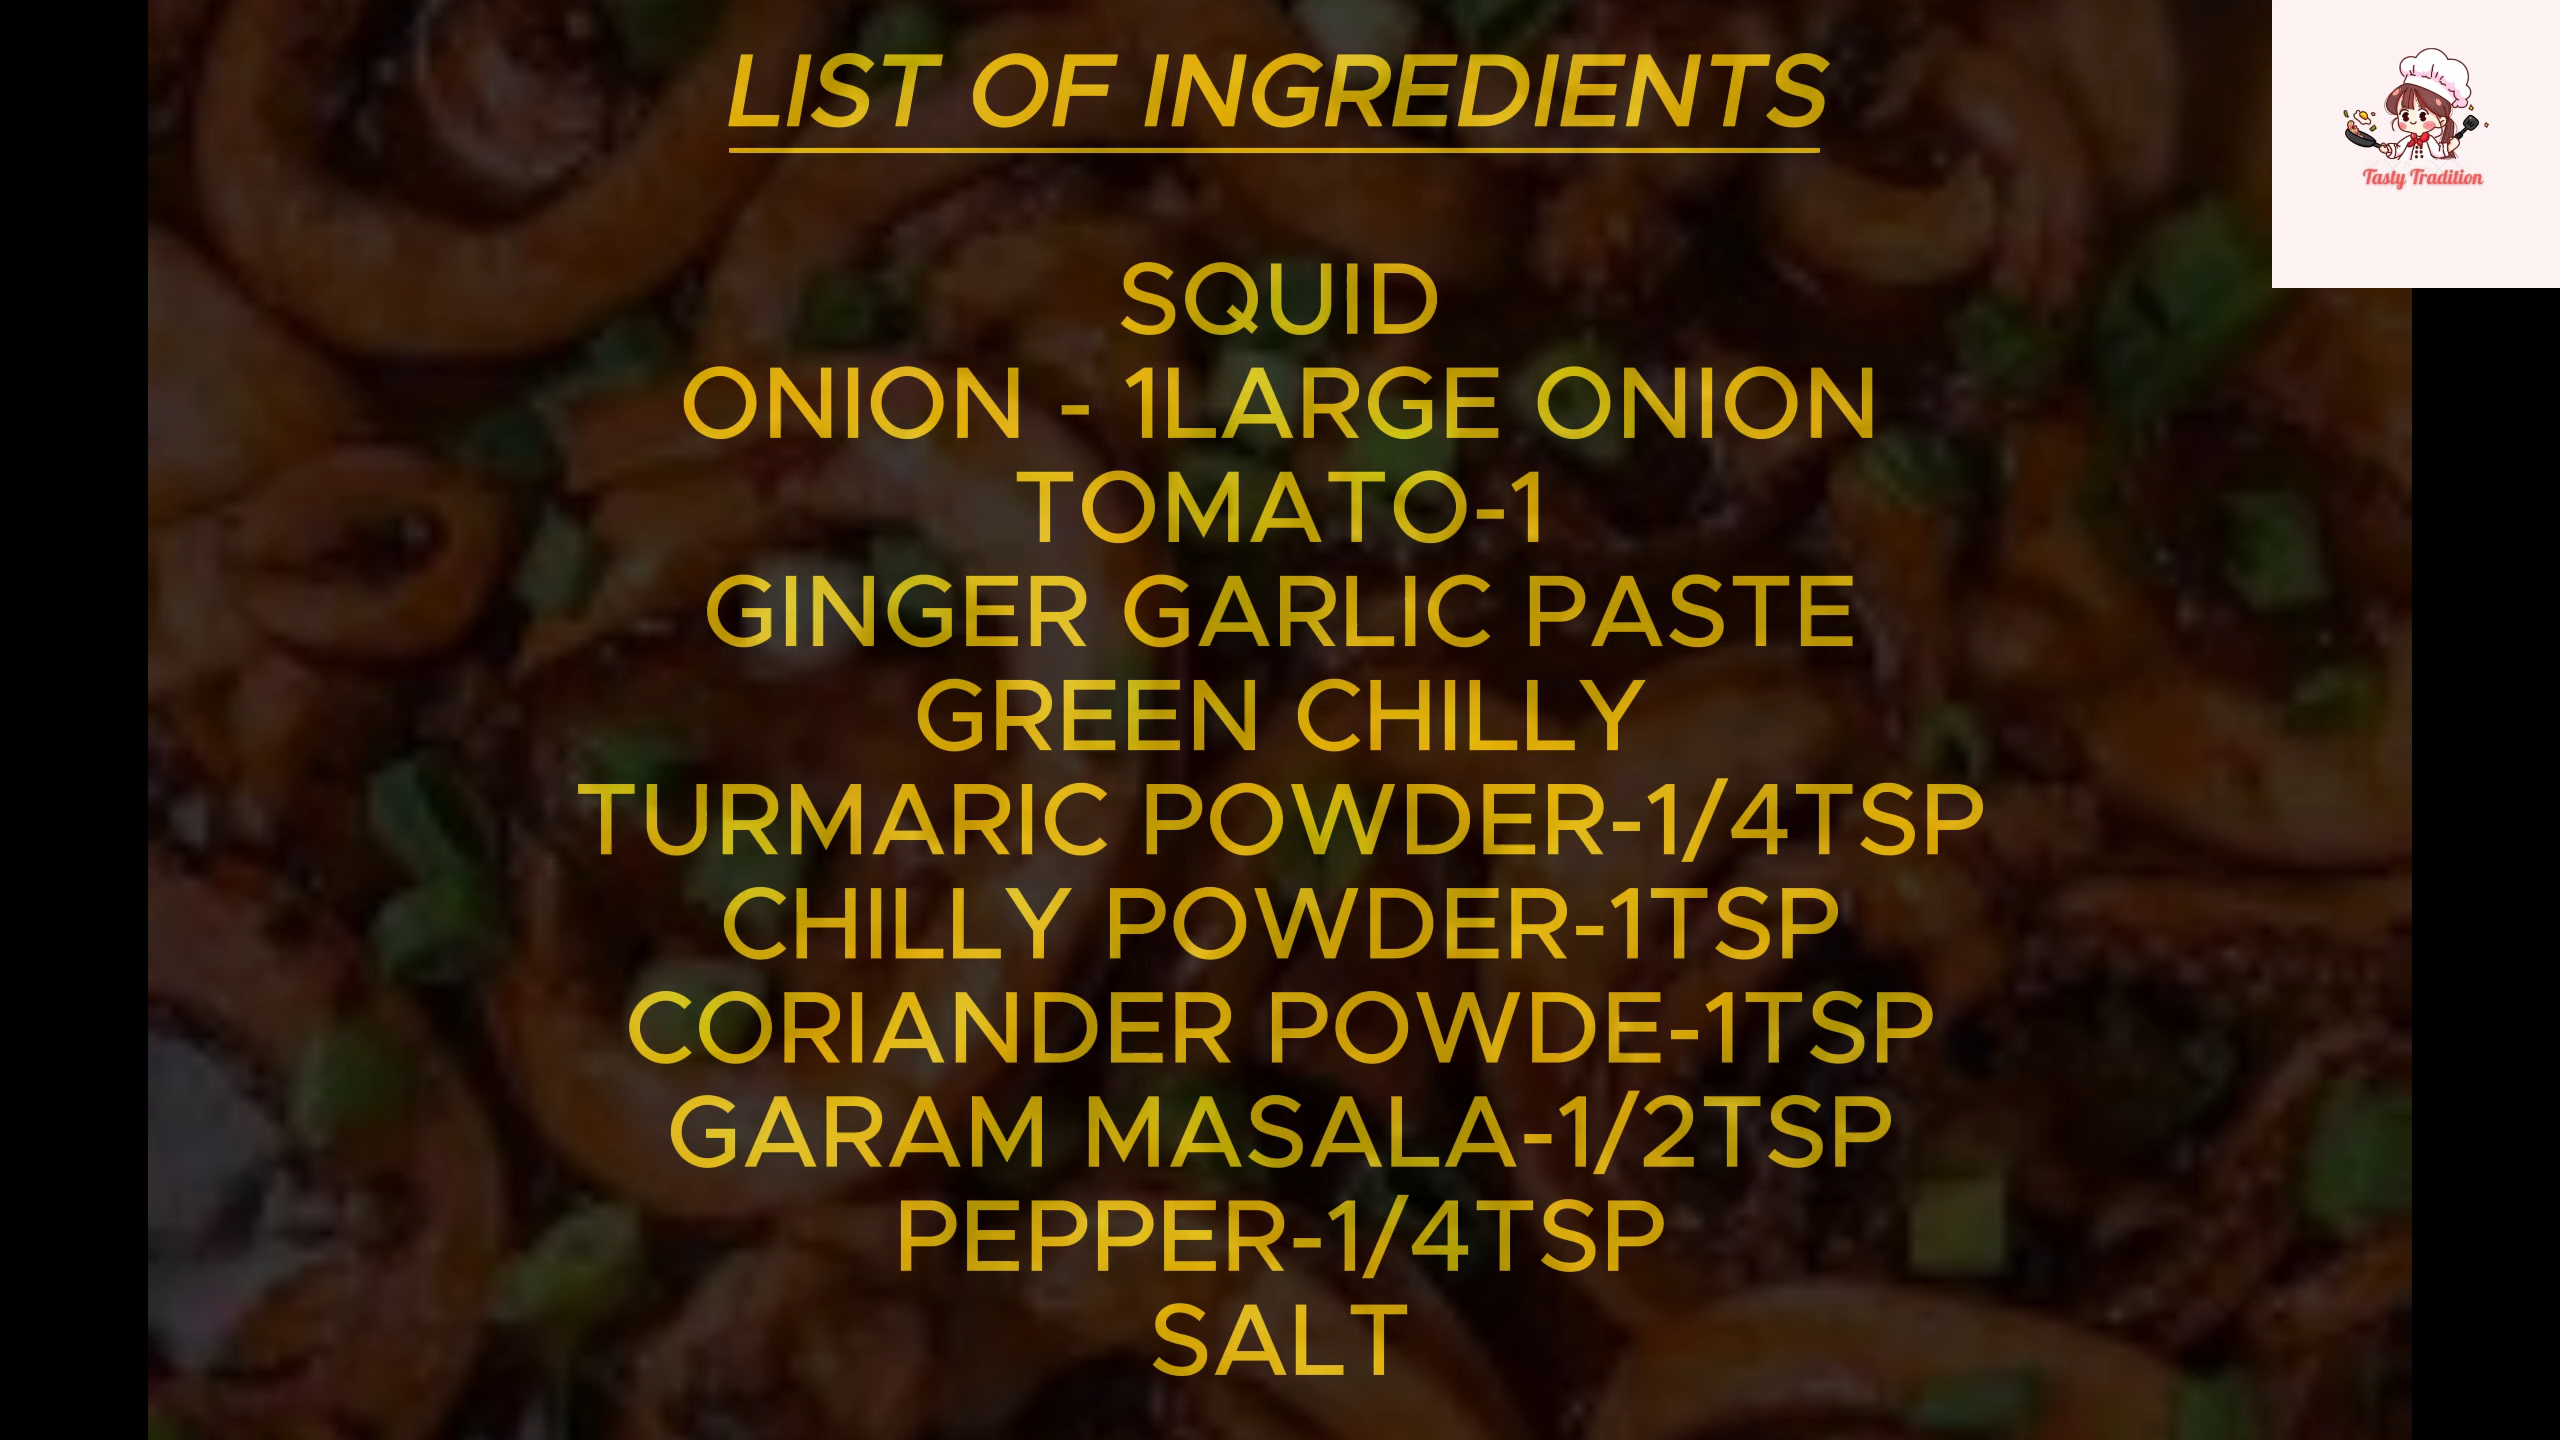 LIST OF INGREDIENTS
Tasty Tradition
SQUID
ONION - 1LARGE ONION
TOMATO-1
GINGER GARLIC PASTE
GREEN CHILLY
TURMARIC POWDER-1/4TSP
CHILLY POWDER-1TSP
CORIANDER POWDE-1TSP
GARAM MASALA-1/2TSP
PEPPER-1/4TSP
SALT